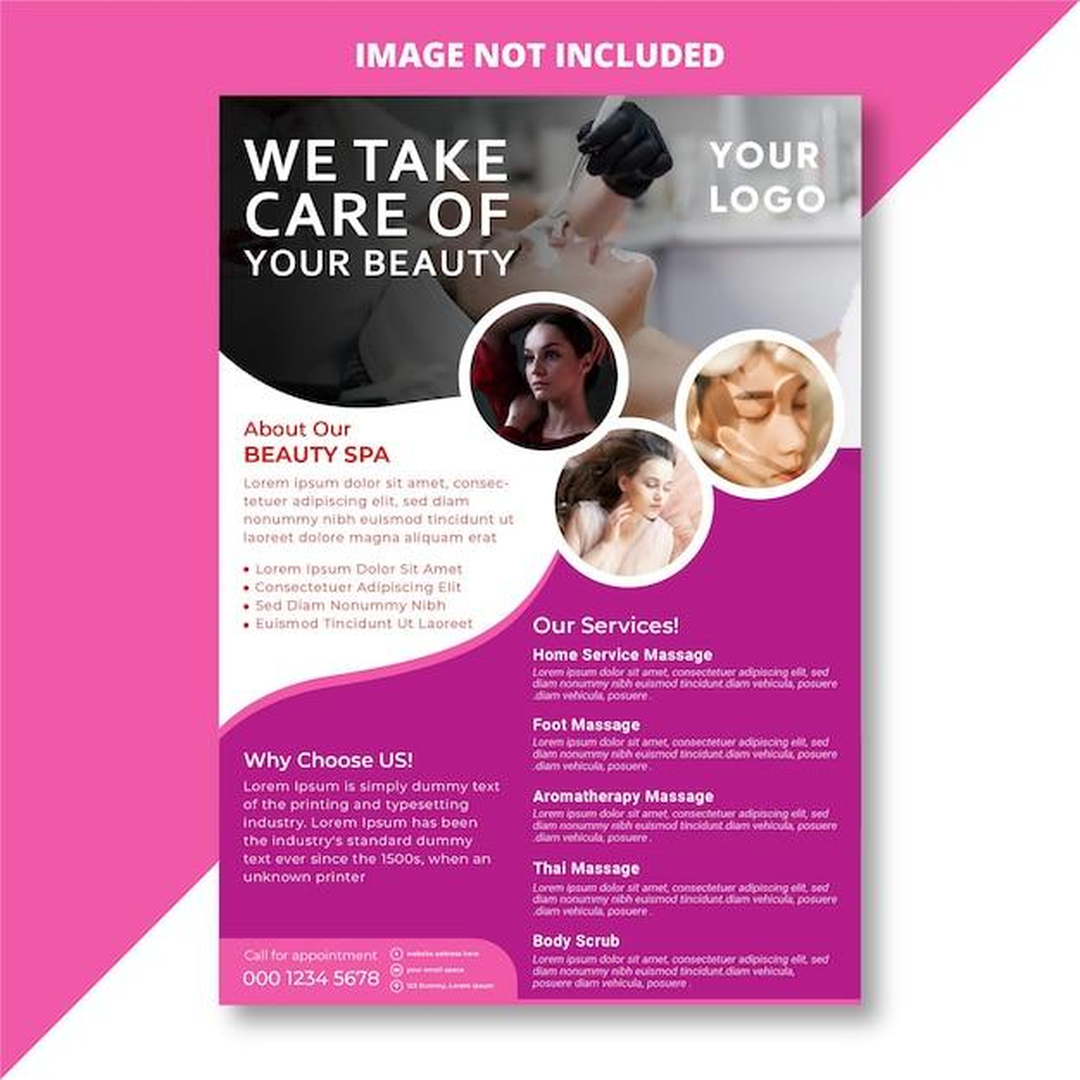 IMAGE NOT INCLUDED
WE TAKE
CARE OF
YOUR BEAUTY
YOUR
LOGO
About Our
BEAUTY SPA
Lorem ipsum dolor sit amet, consec-
tetuer adipiscing elit, sed diam
nonummy nibh euismod tincidunt ut
laoreet dolore magna aliquam erat
• Lorem Ipsum Dolor Sit Amet
• Consectetuer Adipiscing Elit
• Sed Diam Nonummy Nibh
• Euismod Tincidunt Ut Laoreet
Why Choose US!
Lorem Ipsum is simply dummy text
of the printing and typesetting
industry. Lorem Ipsum has been
the industry's standard dummy
text ever since the 1500s, when an
unknown printer
Call for appointment
000 1234 5678
website address here
your email space
123 Dummy, Lorem Ipsum
Our Services!
Home Service Massage
Lorem ipsum dolor sit amet, consectetuer adipiscing elit, sed
diam nonummy nibh euismod tincidunt.diam vehicula, posuere
.diam vehicula, posuere .
Foot Massage
Lorem ipsum dolor sit amet, consectetuer adipiscing elit, sed
diam nonummy nibh euismod tincidunt.diam vehicula, posuere
.diam vehicula, posuere .
Aromatherapy Massage
Lorem ipsum dolor sit amet, consectetuer adipiscing elit, sed
diam nonummy nibh euismod tincidunt.diam vehicula, posuere
.diam vehicula, posuere .
Thai Massage
Lorem ipsum dolor sit amet, consectetuer adipiscing elit, sed
diam nonummy nibh euismod tincidunt.diam vehicula, posuere
.diam vehicula, posuere .
Body Scrub
Lorem ipsum dolor sit amet, consectetuer adipiscing elit, sed
diam nonummy nibh euismod tincidunt.diam vehicula,
posuere diam vehicula, posuere .